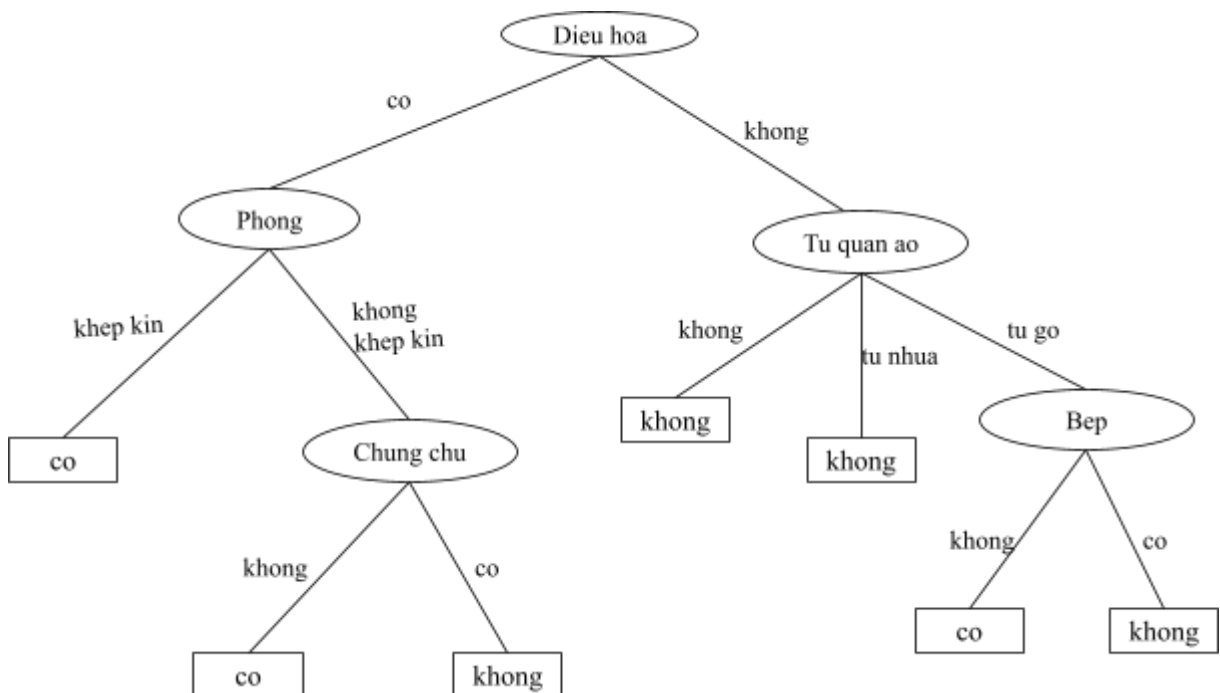 Dieu hoa
co
khong
Phong
Tu quan ao
khep kin
khong
khep kin
khong
tu nhua
tu go
co
Chung chu
khong
khong
Bep
khong
co
khong
co
co
khong
co
khong